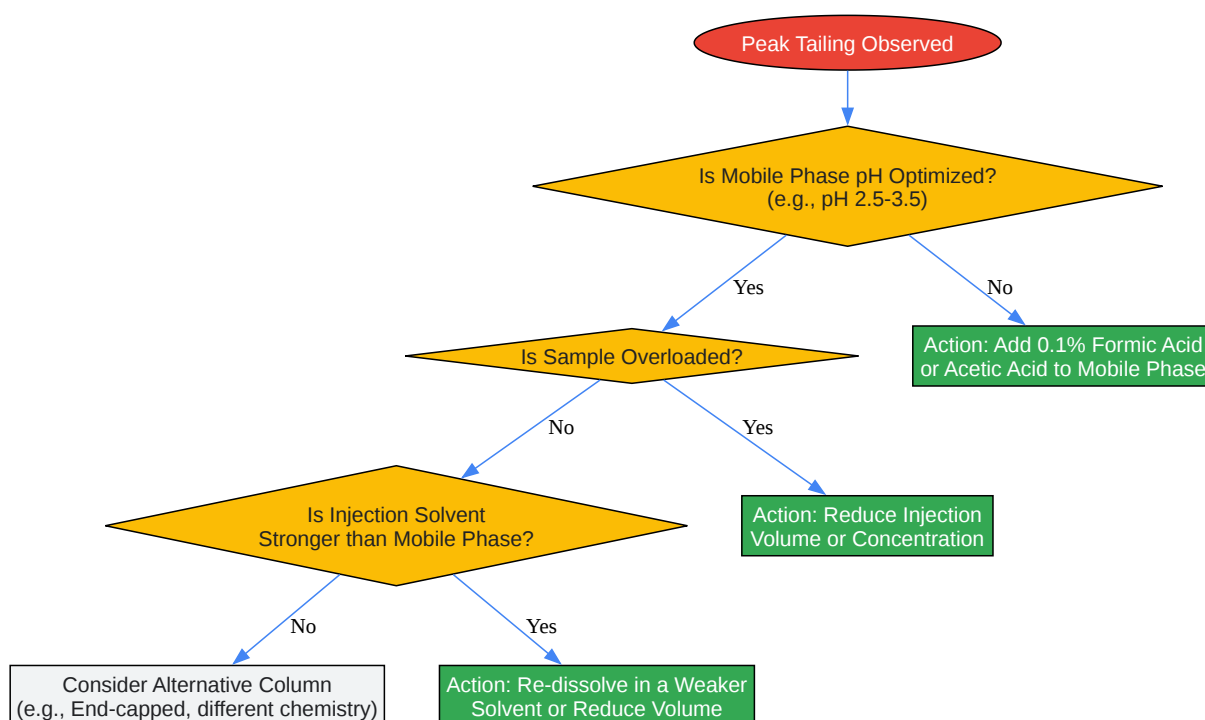 Peak Tailing Observed
Is Mobile Phase pH Optimized?
(e.g., pH 2.5-3.5)
Yes
No
Action: Add 0.1% Formic Acid
or Acetic Acid to Mobile Phase
Is Sample Overloaded?
No
Yes
Is Injection Solvent
Stronger than Mobile Phase?
Action: Reduce Injection
Volume or Concentration
No
Yes
Consider Alternative Column
(e.g., End-capped, different chemistry)
Action: Re-dissolve in a Weaker
Solvent or Reduce Volume